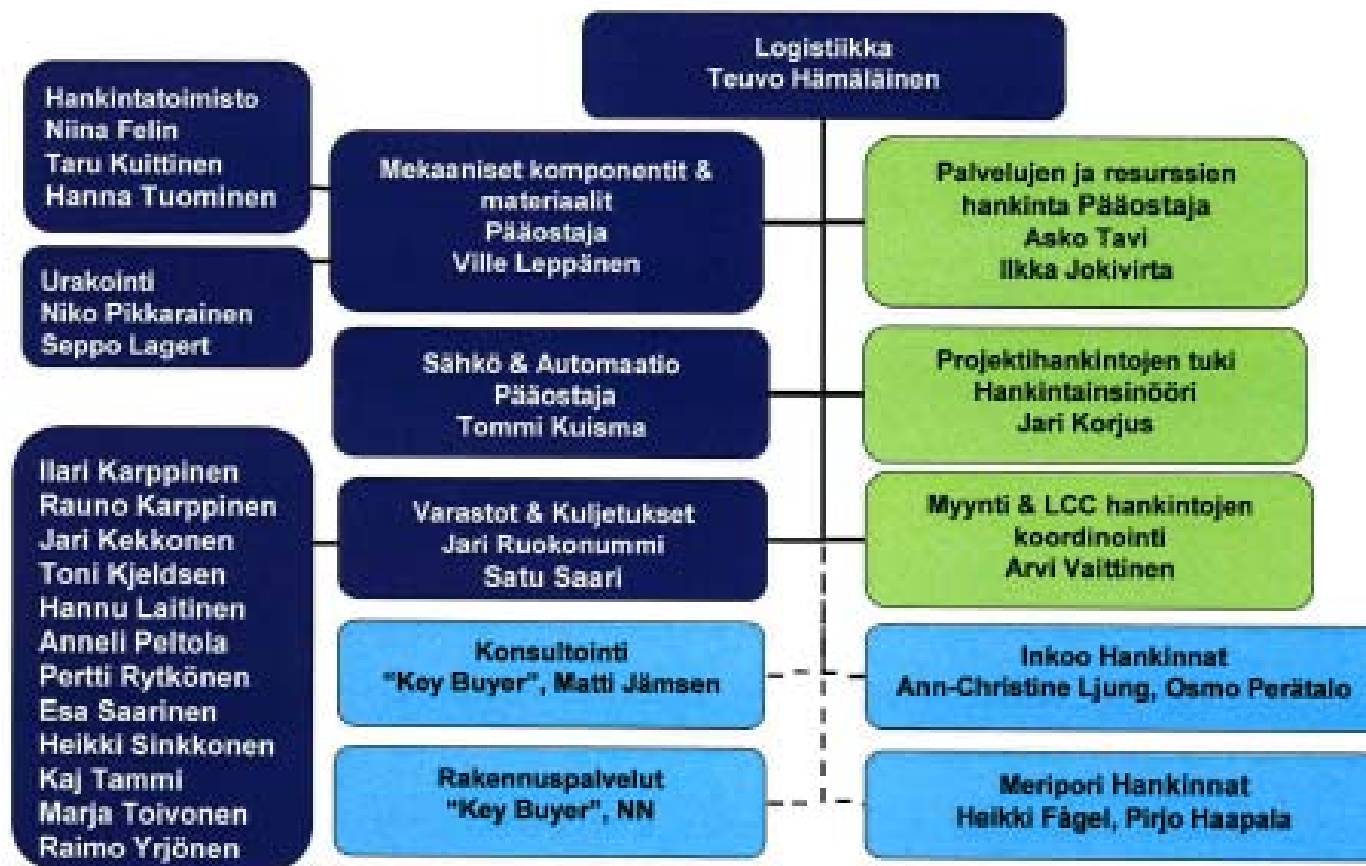 Logistiikka
Teuvo Hämäläinen
Hankintatoimisto
Niina Felin
Taru Kuittinen
Hanna Tuominen
Mekaaniset komponentit &
materiaalit
Pääostaja
Ville Leppänen
Palvelujen ja resurssien
hankinta Pääostaja
Asko Tavi
Ilkka Jokivirta
Urakointi
Niko Pikkarainen
Seppo Lagert
Sähkö & Automaatio
Pääostaja
Tommi Kuisma
Projektihankintojen tuki
Hankintainsinööri
Jari Korjus
Ilari Karppinen
Rauno Karppinen
Jari Kekkonen
Toni Kjeldsen
Hannu Laitinen
Anneli Peltola
Pertti Rytkönen
Esa Saarinen
Heikki Sinkkonen
Kaj Tammi
Marja Toivonen
Raimo Yrjönen
Varastot & Kuljetukset
Jari Ruokonummi
Satu Saari
Myynti & LCC hankintojen
koordinointi
Arvi Vaittinen
Konsultointi
"Key Buyer", Matti Jämsen
Inkoo Hankinnat
Ann-Christine Ljung, Osmo Perätalo
Rakennuspalvelut
"Key Buyer", NN
Meripori Hankinnat
Heikki Fågel, Pirjo Haapala